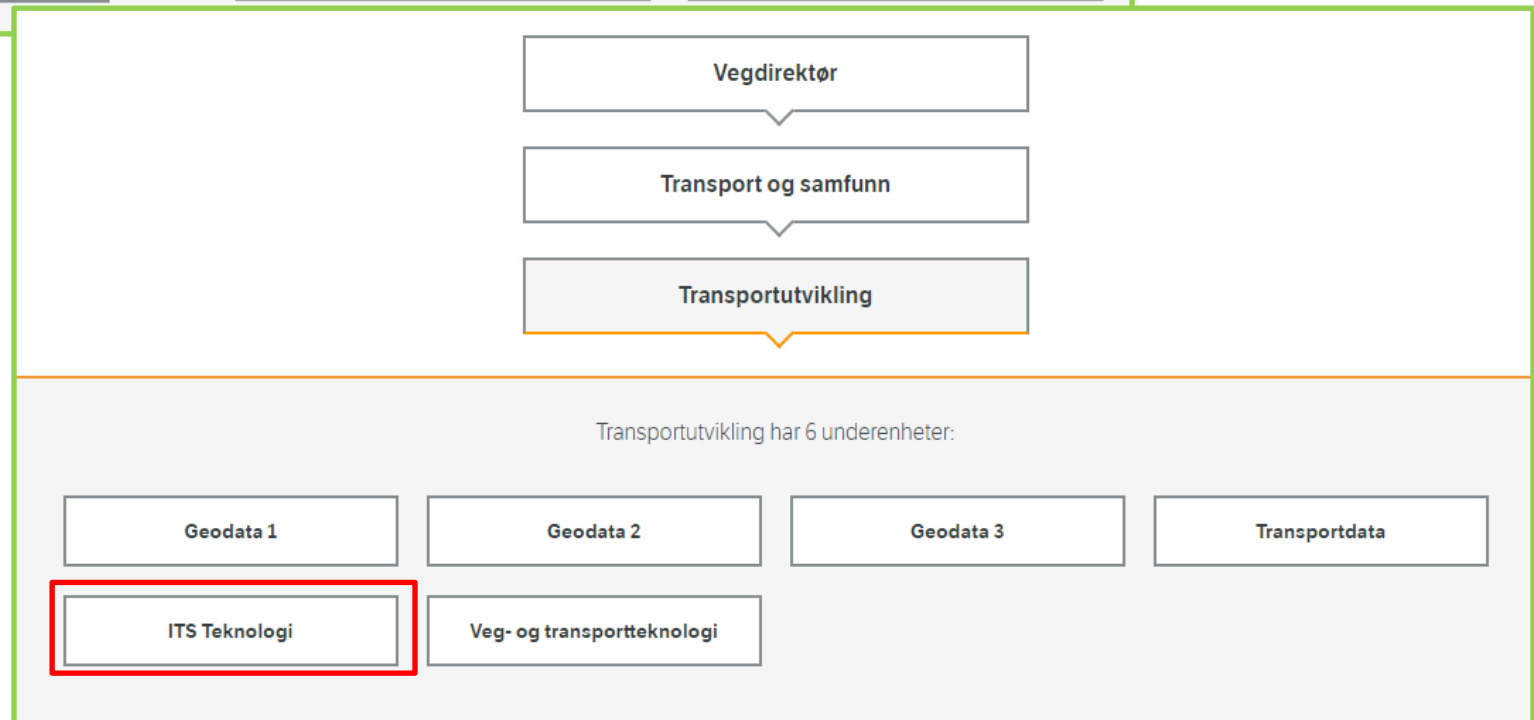 Vegdirektør
Transport og samfunn
Transportutvikling
Transportutvikling har 6 underenheter:
Geodata 1
Geodata 2
Geodata 3
Transportdata
ITS Teknologi
Veg- og transportteknologi